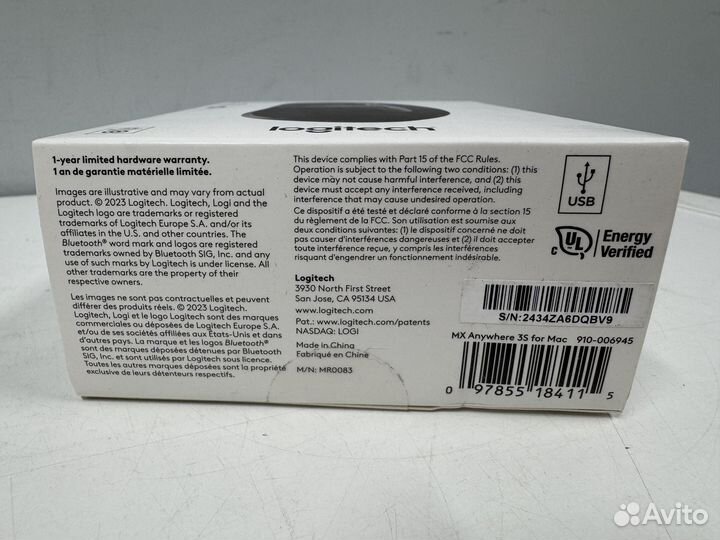 logitech
1-year limited hardware warranty.
1 an de garantie matérielle limitée.
Images are illustrative and may vary from actual
product. © 2023 Logitech. Logitech, Logi and the
Logitech logo are trademarks or registered
trademarks of Logitech Europe S.A. and/or its
affiliates in the U.S. and other countries. The
Bluetooth® word mark and logos are registered
trademarks owned by Bluetooth SIG, Inc. and any
use of such marks by Logitech is under license. All
other trademarks are the property of their
respective owners.
Les images ne sont pas contractuelles et peuvent
différer des produits réels. © 2023 Logitech.
Logitech, Logi et le logo Logitech sont des marques
commerciales ou déposées de Logitech Europe S.A.
et/ou de ses sociétés affiliées aux États-Unis et dans
d'autres pays. La marque et les logos Bluetooth®
sont des marques déposées détenues par Bluetooth
SIG, Inc. et sont utilisés par Logitech sous licence.
Toutes les autres marques déposées sont la propriété
exclusive de leurs détenteurs respectifs.
This device complies with Part 15 of the FCC Rules.
Operation is subject to the following two conditions: (1) this
device may not cause harmful interference, and (2) this
device must accept any interference received, including
interference that may cause undesired operation.
Ce dispositif a été testé et déclaré conforme à la section 15
du règlement de la FCC. Son utilisation est soumise aux
deux conditions suivantes: (1) le dispositif concerné ne doit
pas causer d'interférences dangereuses et (2) il doit accepter
toute interférence reçue, y compris les interférences
risquant d'engendrer un fonctionnement indésirable.
Logitech
3930 North First Street
San Jose, CA 95134 USA
www.logitech.com
Pat.: www.logitech.com/patents
NASDAQ: LOGI
Made in China
Fabriqué en Chine
M/N: MR0083
USB
c UL ® Energy
Verified
S/N:2434ZA6DQBV9
MX Anywhere 3S for Mac 910-006945
0 97855 18411 5
Avito